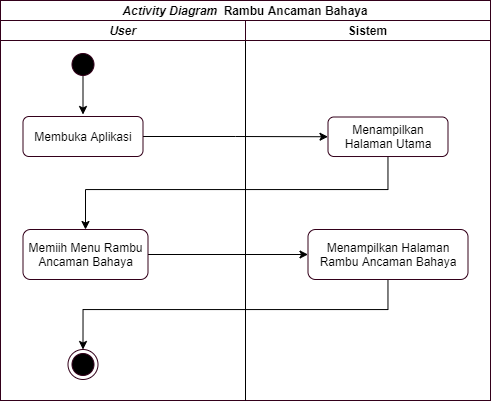 Activity Diagram Rambu Ancaman Bahaya
User
Sistem
Membuka Aplikasi
Menampilkan
Halaman Utama
Memiih Menu Rambu
Ancaman Bahaya
Menampilkan Halaman
Rambu Ancaman Bahaya